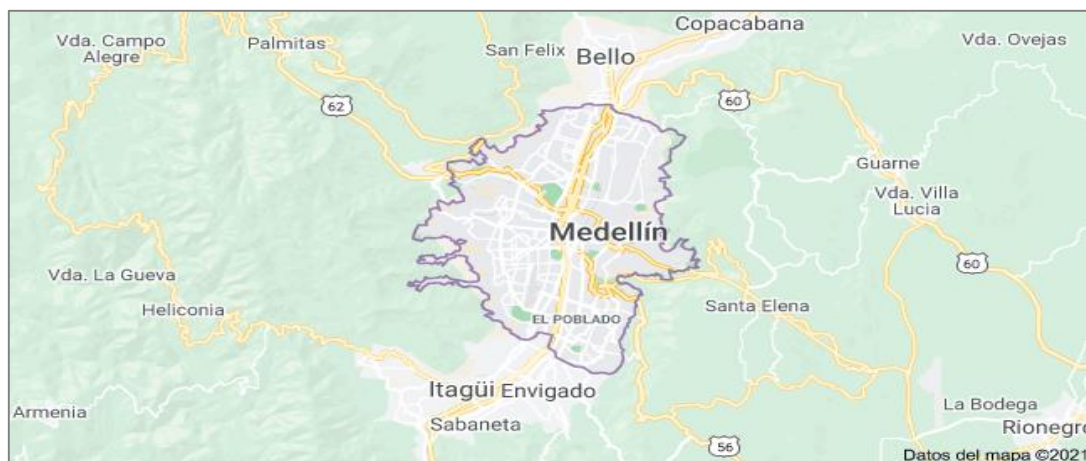 Copacabana
Vda. Campo
Alegre
Palmitas
San Felix
Bello
Vda. Ovejas
62
60
Guarne
Vda. Villa
Lucia
Medellín
60
Vda. La Gueva
Heliconia
Santa Elena
EL POBLADO
Itagüi
Envigado
Armenia
Sabaneta
La Bodega
Rionegro
56
Datos del mapa ©2021